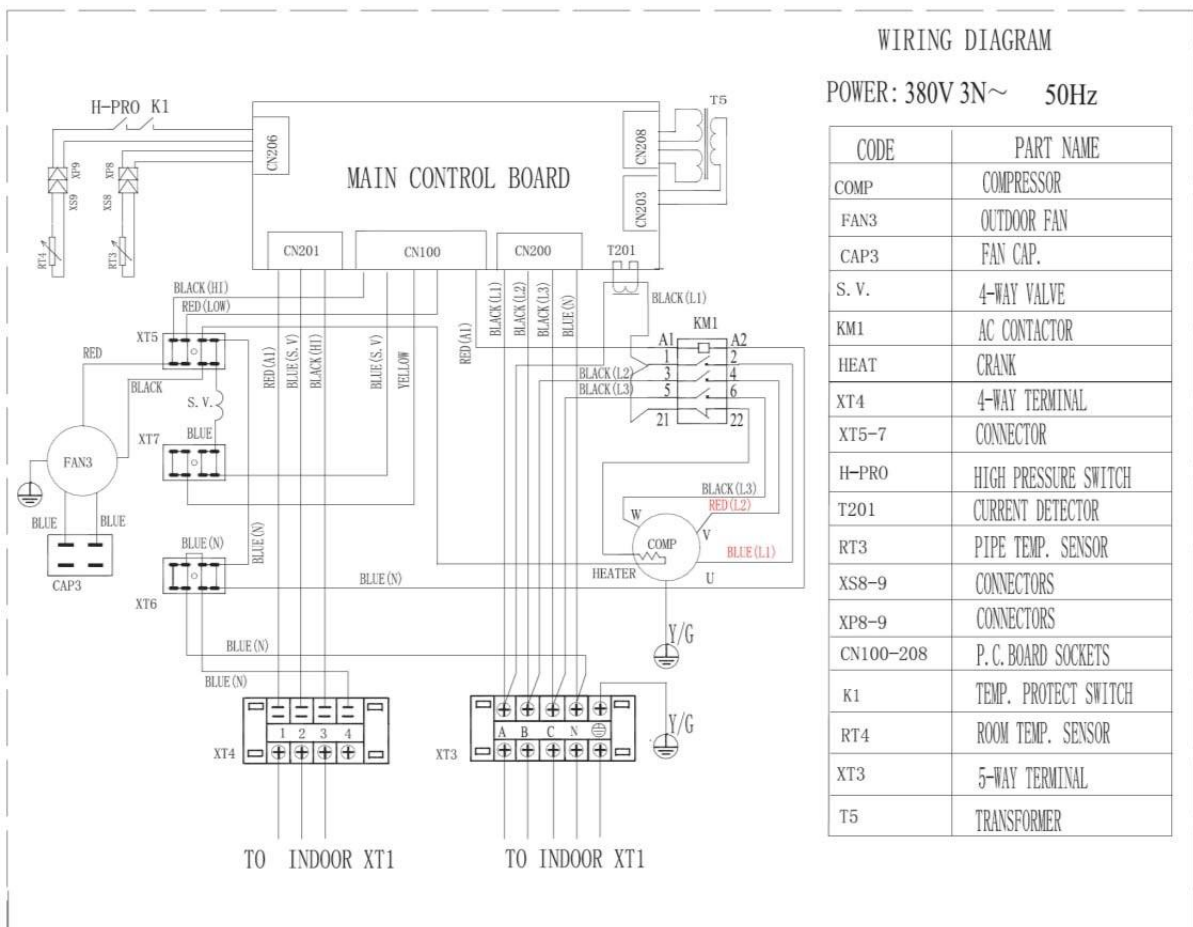 WIRING DIAGRAM
POWER: 380V 3N~ 50Hz
H-PRO K1
T5
CN206
CN208
MAIN CONTROL BOARD
CN203
XP9
XP8
XS9
XS8
RT4
RT3
CN201
CN100
CN200
T201
BLACK(HI)
RED(LOW)
BLACK(L1)
XT5
RED
BLACK
S.V.
BLUE
XT7
FAN3
BLUE
BLUE
CAP3
RED(A1)
BLUE(S.V)
BLACK(HI)
BLUE(S.V)
YELLOW
RED(A1)
BLACK(L1)
BLACK(L2)
BLACK(L3)
BLUE(N)
KM1
A1 A2
1 2
BLACK(L2) 3 4
BLACK(L3) 5 6
21 22
BLACK(L3)
RED(L2)
W
V
COMP
BLUE(L1)
HEATER
U
BLUE(N)
BLUE(N)
XT6
BLUE(N)
Y/G
BLUE(N)
BLUE(N)
1 2 3 4
XT4
A B C N
XT3
Y/G
TO INDOOR XT1
TO INDOOR XT1
CODE PART NAME
COMP COMPRESSOR
FAN3 OUTDOOR FAN
CAP3 FAN CAP.
S.V. 4-WAY VALVE
KM1 AC CONTACTOR
HEAT CRANK
XT4 4-WAY TERMINAL
XT5-7 CONNECTOR
H-PRO HIGH PRESSURE SWITCH
T201 CURRENT DETECTOR
RT3 PIPE TEMP. SENSOR
XS8-9 CONNECTORS
XP8-9 CONNECTORS
CN100-208 P.C.BOARD SOCKETS
K1 TEMP. PROTECT SWITCH
RT4 ROOM TEMP. SENSOR
XT3 5-WAY TERMINAL
T5 TRANSFORMER